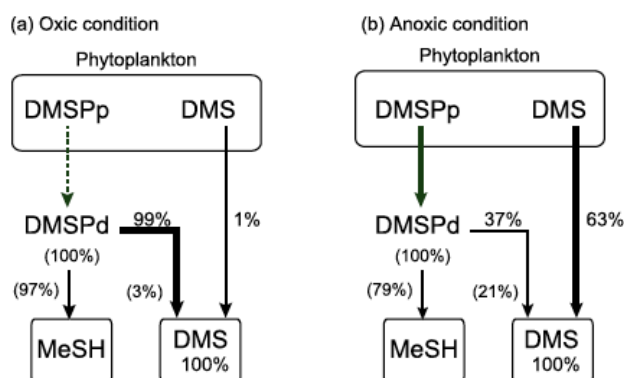 (a) Oxic condition
Phytoplankton
DMSPp DMS
99% 1%
DMSPd
(100%)
(97%) (3%)
MeSH DMS
100%
(b) Anoxic condition
Phytoplankton
DMSPp DMS
37% 63%
DMSPd
(100%)
(79%) (21%)
MeSH DMS
100%